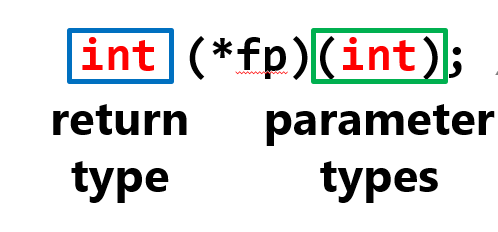 int (*fp)(int);
return parameter
type types